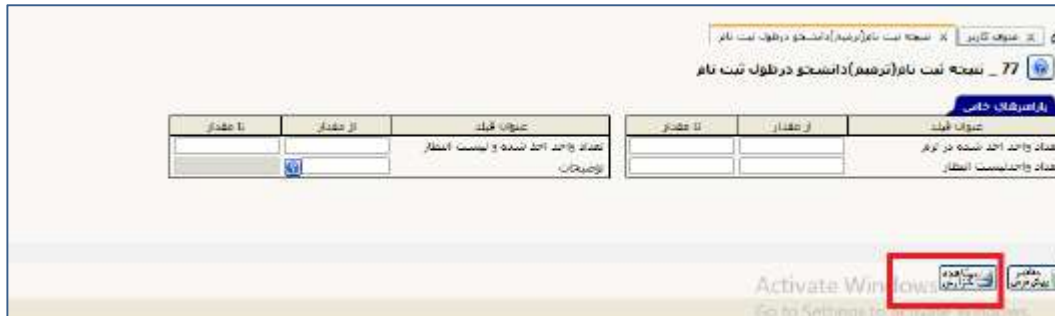 X عنوان کاربر X نتیجه ثبت نام(ترمیم)دانشجو درطول ثبت نام
77 _ نتیجه ثبت نام(ترمیم)دانشجو درطول ثبت نام
پارامترهای خاص
عنوان فیلد از مقدار تا مقدار عنوان فیلد از مقدار تا مقدار
تعداد واحد اخذ شده در ترم تعداد واحد اخذ شده و لیست انتظار
تعداد واحدلیست انتظار توضیحات
مقادیر پیش فرض مشاهده گزارش
Activate Windows
Go to Settings to activate Windows.